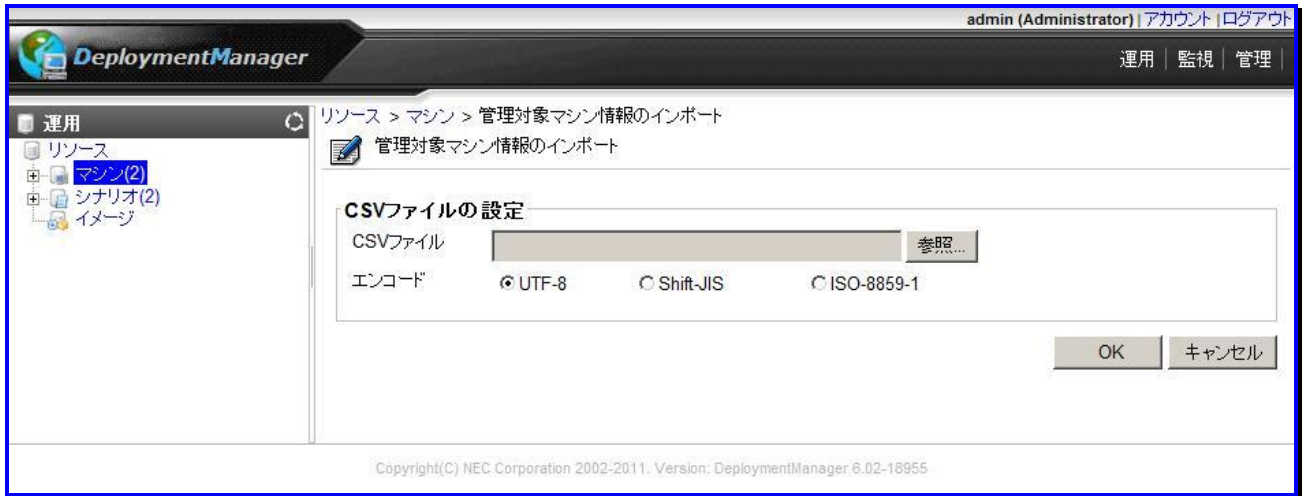 admin (Administrator) | アカウント | ログアウト
DeploymentManager
運用 | 監視 | 管理 |
運用
リソース
マシン(2)
シナリオ(2)
イメージ
リソース > マシン > 管理対象マシン情報のインポート
管理対象マシン情報のインポート
CSVファイルの設定
CSVファイル 参照...
エンコード UTF-8 Shift-JIS ISO-8859-1
OK キャンセル
Copyright(C) NEC Corporation 2002-2011. Version: DeploymentManager 6.02-18955